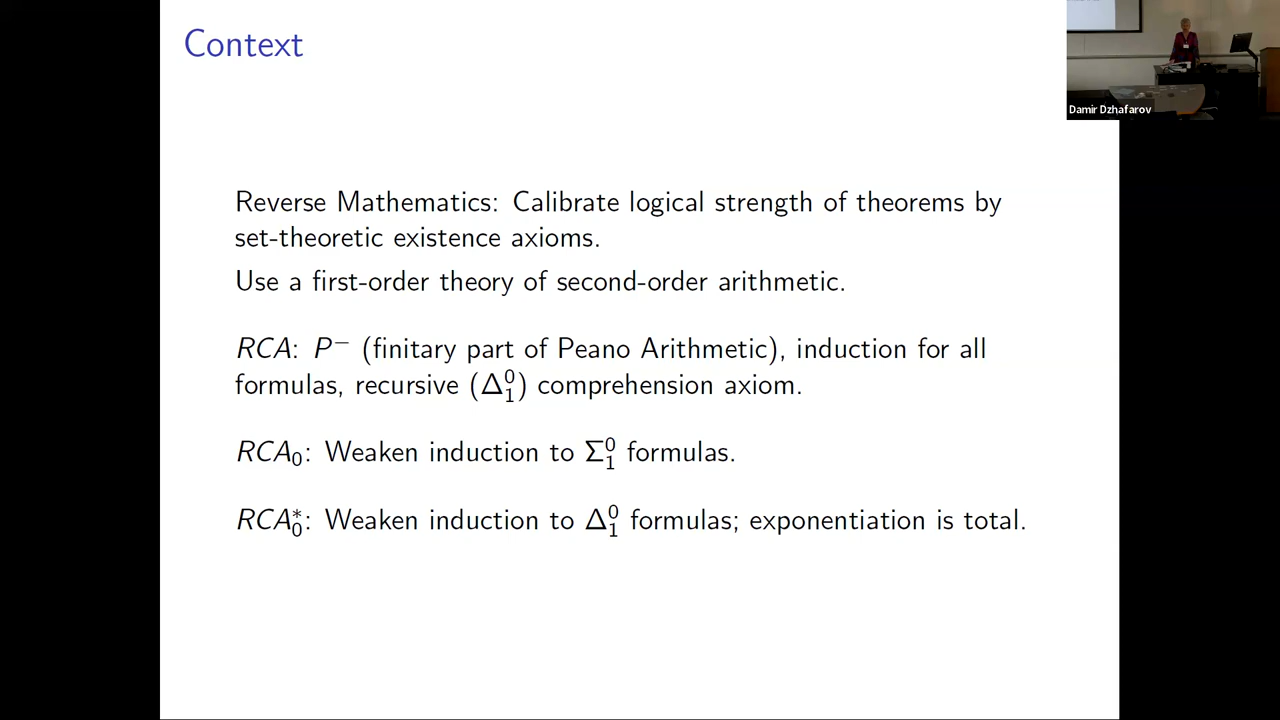 Context
Damir Dzhafarov
Reverse Mathematics: Calibrate logical strength of theorems by
set-theoretic existence axioms.
Use a first-order theory of second-order arithmetic.
RCA: P⁻ (finitary part of Peano Arithmetic), induction for all
formulas, recursive (Δ⁰₁) comprehension axiom.
RCA₀: Weaken induction to Σ⁰₁ formulas.
RCA*₀: Weaken induction to Δ⁰₁ formulas; exponentiation is total.